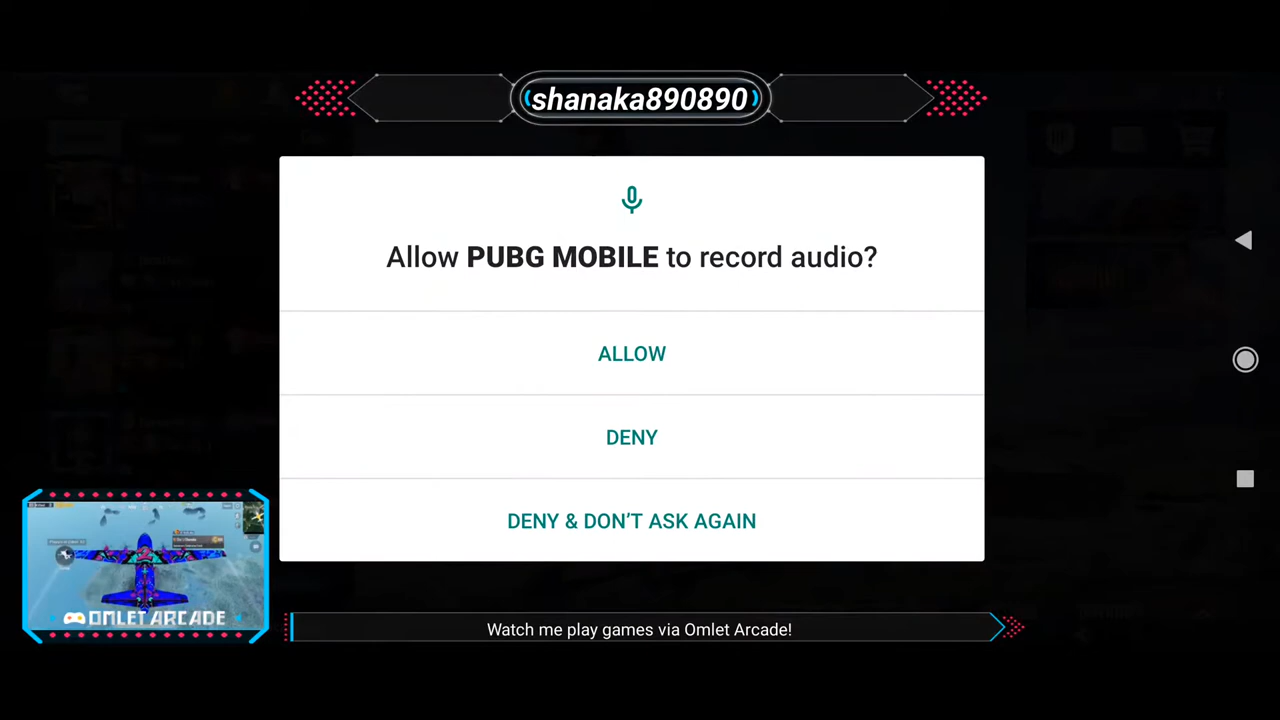 shanaka890890
Allow PUBG MOBILE to record audio?
ALLOW
DENY
DENY & DON'T ASK AGAIN
OMLET ARCADE
Watch me play games via Omlet Arcade!